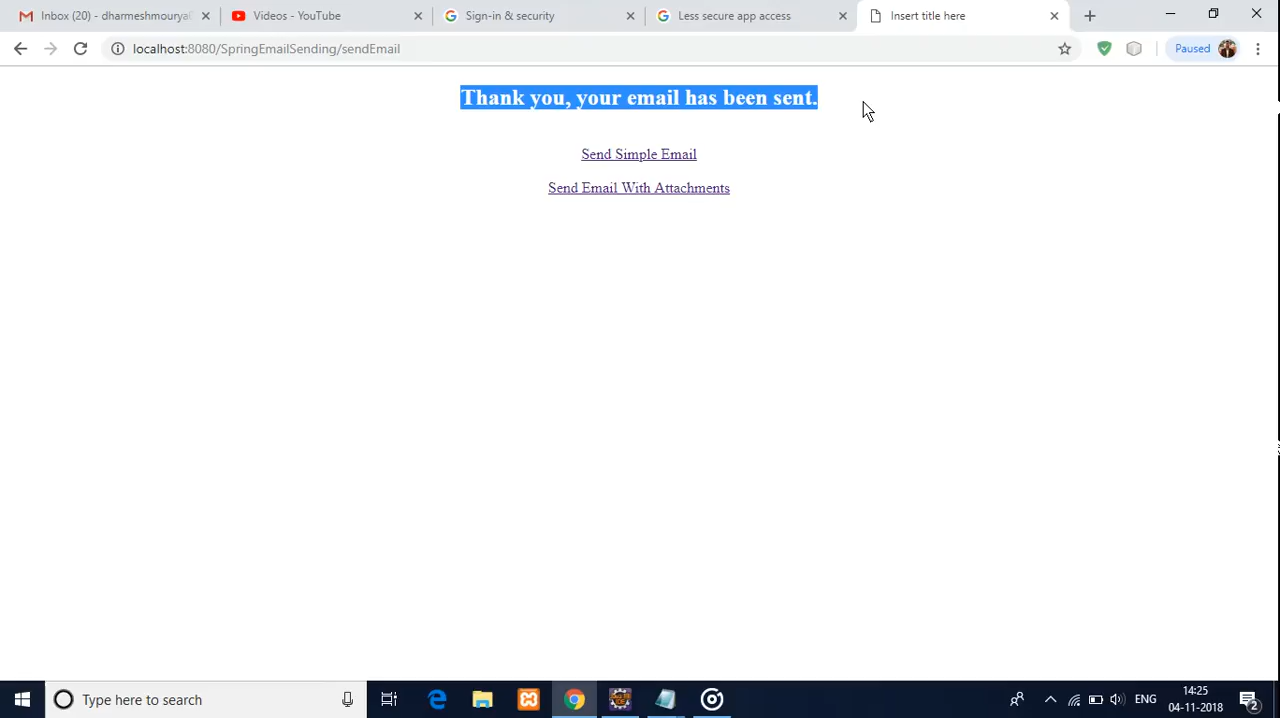 Inbox (20) - dharmeshmourya
Videos - YouTube
Sign-in & security
Less secure app access
Insert title here
localhost:8080/SpringEmailSending/sendEmail
Paused
Thank you, your email has been sent.
Send Simple Email
Send Email With Attachments
Type here to search
ENG
14:25
04-11-2018
2